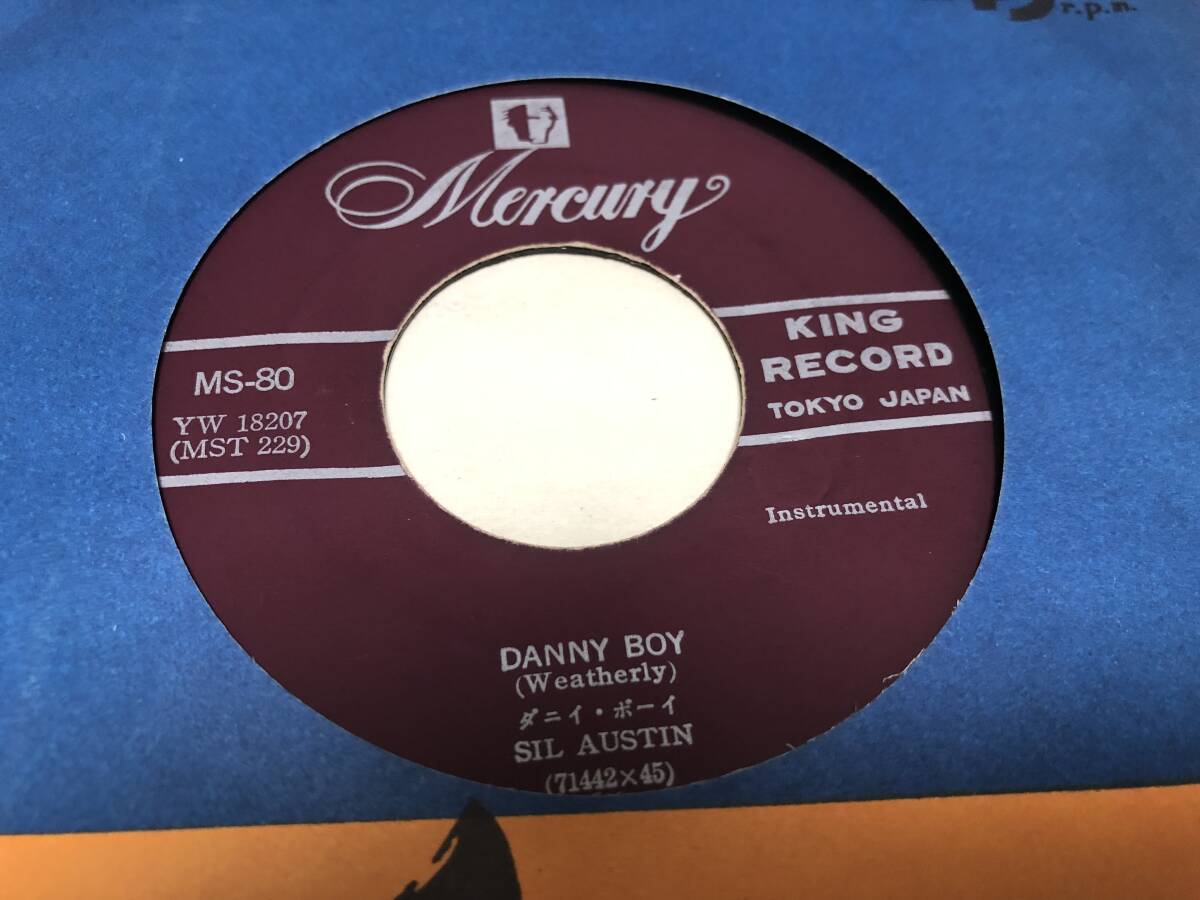 r.p.m.
Mercury
MS-80
YW 18207
(MST 229)
KING
RECORD
TOKYO JAPAN
Instrumental
DANNY BOY
(Weatherly)
ダニイ・ボーイ
SIL AUSTIN
(71442×45)